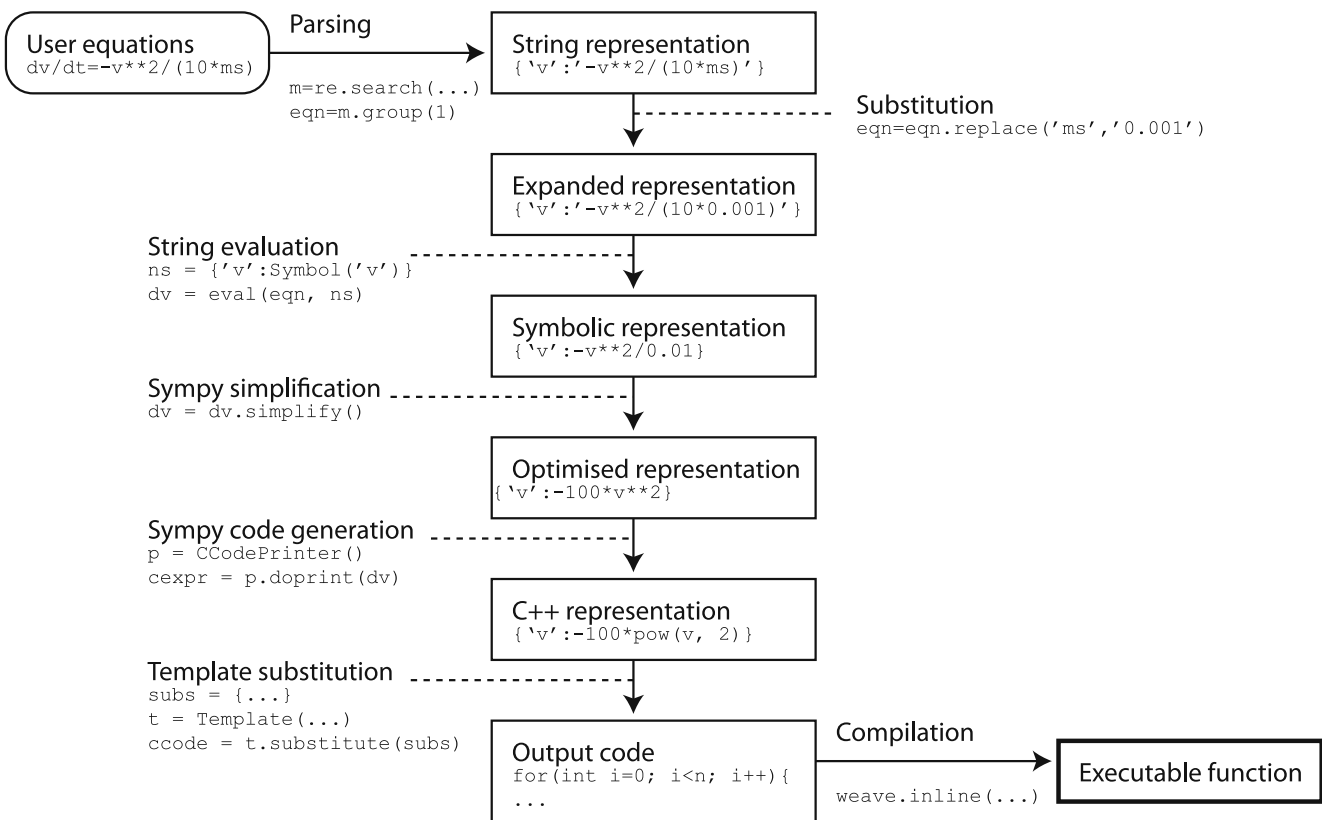 User equations
dv/dt=-v**2/(10*ms)
Parsing
m=re.search(...)
eqn=m.group(1)
String representation
{‘v’:’-v**2/(10*ms)’}
Substitution
eqn=eqn.replace(’ms’,’0.001’)
Expanded representation
{‘v’:’-v**2/(10*0.001)’}
String evaluation
ns = {’v’:Symbol(’v’)}
dv = eval(eqn, ns)
Symbolic representation
{‘v’:-v**2/0.01}
Sympy simplification
dv = dv.simplify()
Optimised representation
{‘v’:-100*v**2}
Sympy code generation
p = CCodePrinter()
cexpr = p.doprint(dv)
C++ representation
{‘v’:-100*pow(v, 2)}
Template substitution
subs = {...}
t = Template(...)
ccode = t.substitute(subs)
Output code
for(int i=0; i<n; i++){
...
Compilation
weave.inline(...)
Executable function